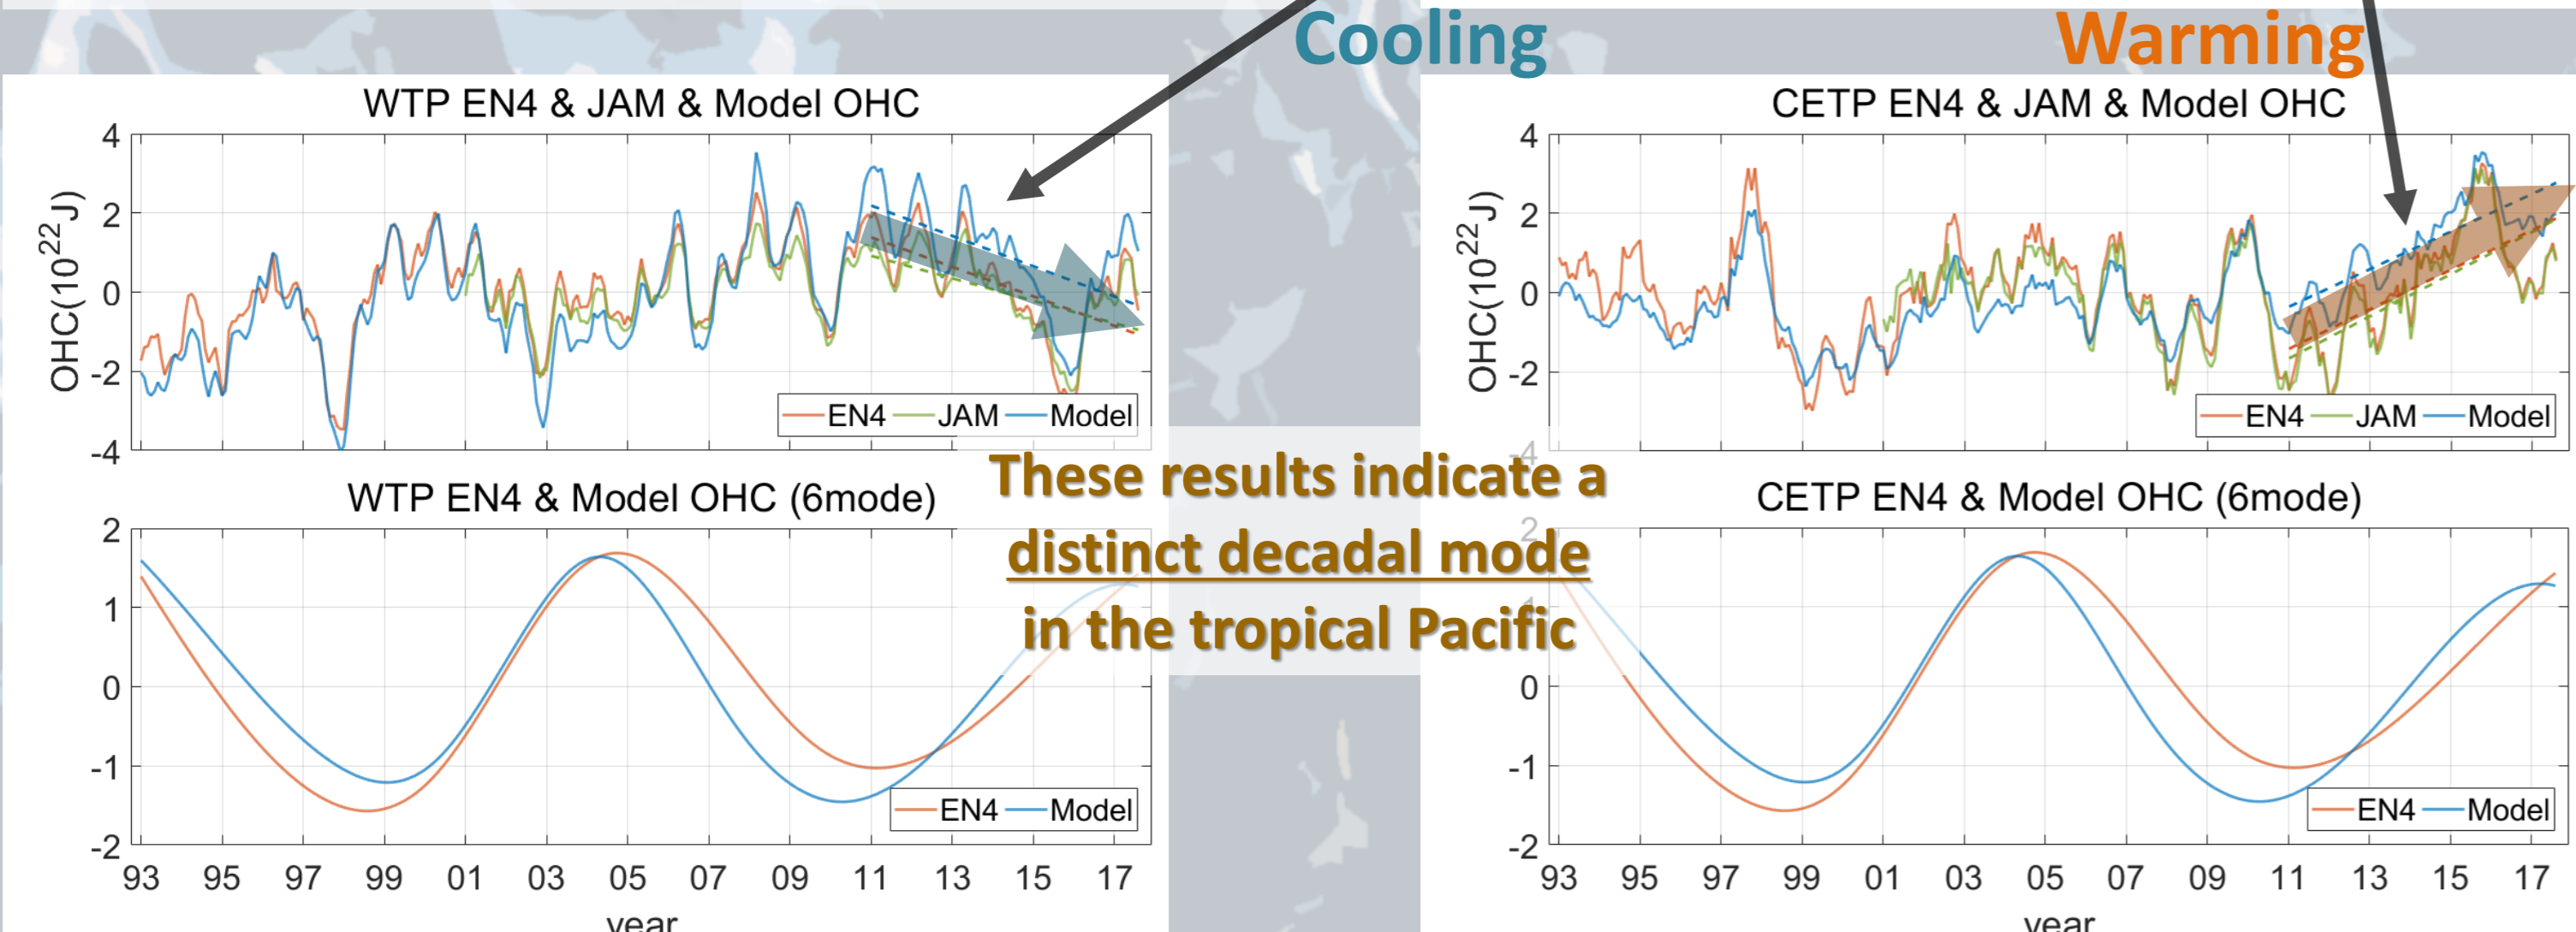 Cooling
Warming
WTP EN4 & JAM & Model OHC
4
2
0
-2
-4
OHC(10²²J)
EN4 JAM Model
CETP EN4 & JAM & Model OHC
4
2
0
-2
-4
OHC(10²²J)
EN4 JAM Model
These results indicate a
distinct decadal mode
in the tropical Pacific
WTP EN4 & Model OHC (6mode)
2
1
0
-1
-2
EN4 Model
93 95 97 99 01 03 05 07 09 11 13 15 17
year
CETP EN4 & Model OHC (6mode)
2
1
0
-1
-2
EN4 Model
93 95 97 99 01 03 05 07 09 11 13 15 17
year